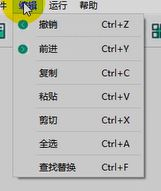 件 编辑 运行 帮助
撤销 Ctrl+Z
前进 Ctrl+Y
复制 Ctrl+C
粘贴 Ctrl+V
剪切 Ctrl+X
全选 Ctrl+A
查找替换 Ctrl+F